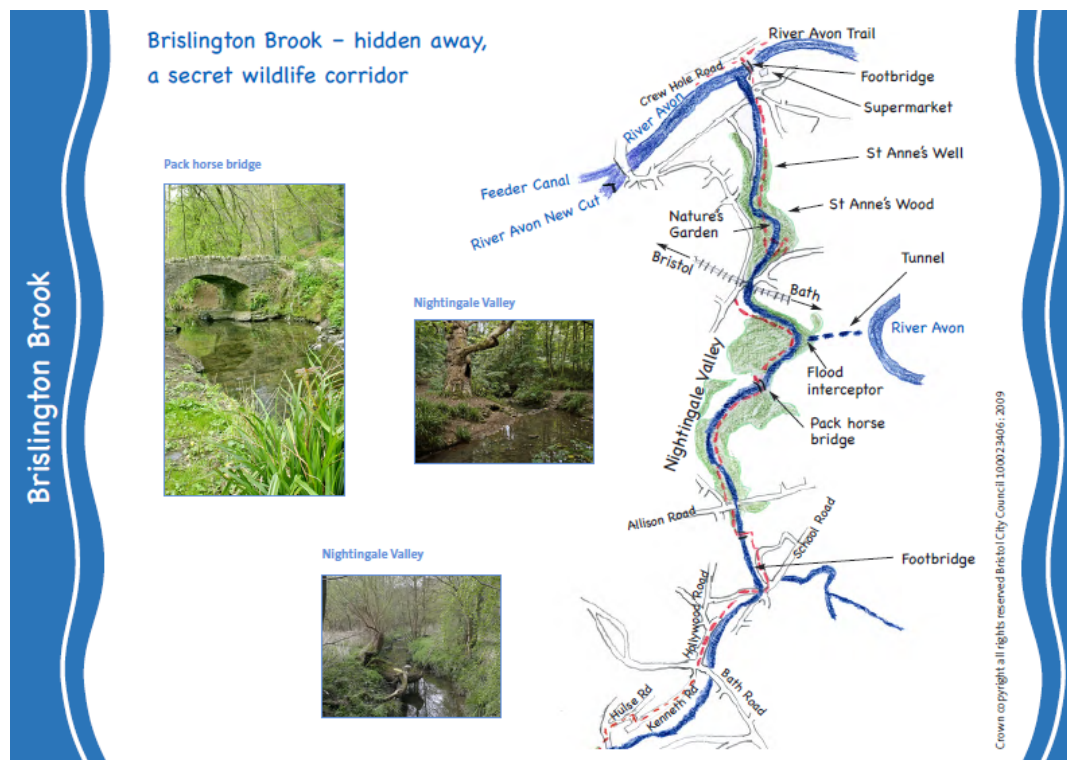 Brislington Brook
Brislington Brook – hidden away,
a secret wildlife corridor
Pack horse bridge
Nightingale Valley
Nightingale Valley
River Avon Trail
Crew Hole Road
Footbridge
River Avon
Supermarket
St Anne's Well
Feeder Canal
St Anne's Wood
River Avon New Cut
Nature's
Garden
Bristol
Tunnel
Bath
River Avon
Flood
interceptor
Nightingale Valley
Pack horse
bridge
Allison Road
School Road
Footbridge
Hollywood Road
Bath Road
Hulse Rd
Kenneth Rd
Crown copyright all rights reserved Bristol City Council 100023406: 2009